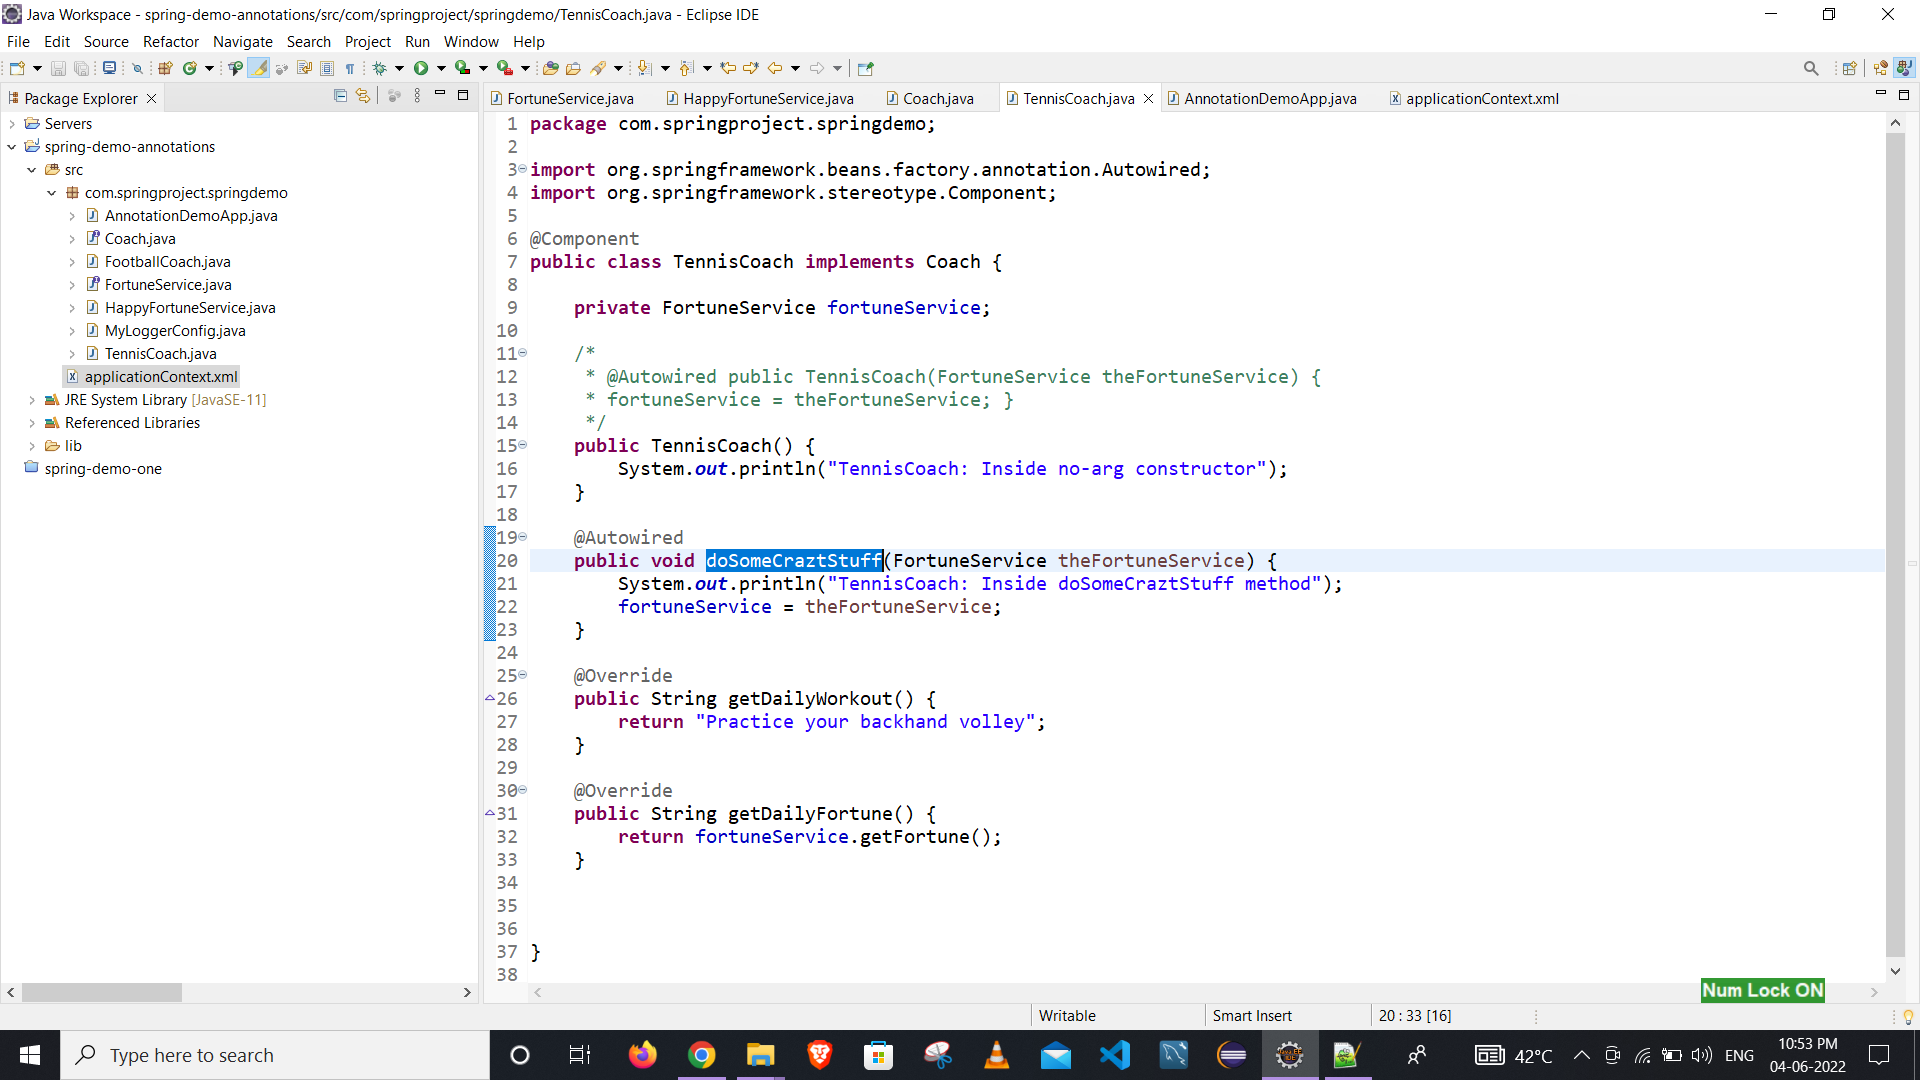 Java Workspace - spring-demo-annotations/src/com/springproject/springdemo/TennisCoach.java - Eclipse IDE
File Edit Source Refactor Navigate Search Project Run Window Help
Package Explorer
Servers
spring-demo-annotations
src
com.springproject.springdemo
AnnotationDemoApp.java
Coach.java
FootballCoach.java
FortuneService.java
HappyFortuneService.java
MyLoggerConfig.java
TennisCoach.java
applicationContext.xml
JRE System Library [JavaSE-11]
Referenced Libraries
lib
spring-demo-one
FortuneService.java HappyFortuneService.java Coach.java TennisCoach.java AnnotationDemoApp.java applicationContext.xml
1 package com.springproject.springdemo;
2
3 import org.springframework.beans.factory.annotation.Autowired;
4 import org.springframework.stereotype.Component;
5
6 @Component
7 public class TennisCoach implements Coach {
8
9 private FortuneService fortuneService;
10
11 /*
12 * @Autowired public TennisCoach(FortuneService theFortuneService) {
13 * fortuneService = theFortuneService; }
14 */
15 public TennisCoach() {
16 System.out.println("TennisCoach: Inside no-arg constructor");
17 }
18
19 @Autowired
20 public void doSomeCraztStuff(FortuneService theFortuneService) {
21 System.out.println("TennisCoach: Inside doSomeCraztStuff method");
22 fortuneService = theFortuneService;
23 }
24
25 @Override
26 public String getDailyWorkout() {
27 return "Practice your backhand volley";
28 }
29
30 @Override
31 public String getDailyFortune() {
32 return fortuneService.getFortune();
33 }
34
35
36
37 }
38
Num Lock ON
Writable Smart Insert 20 : 33 [16]
Type here to search
42°C ENG 10:53 PM
04-06-2022